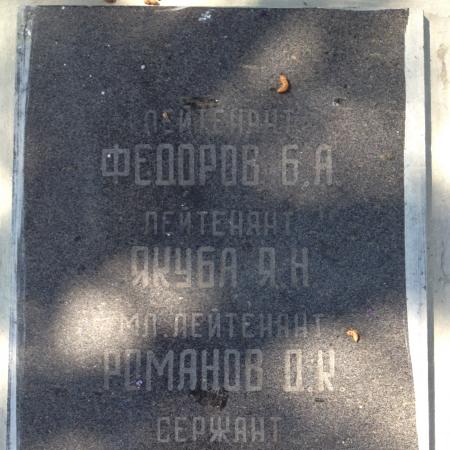 ЛЕЙТЕНАНТ
ФЕДОРОВ Б.А.
ЛЕЙТЕНАНТ
ЯКУБА Я.Н
МЛ. ЛЕЙТЕНАНТ
РОМАНОВ О.К.
СЕРЖАНТ